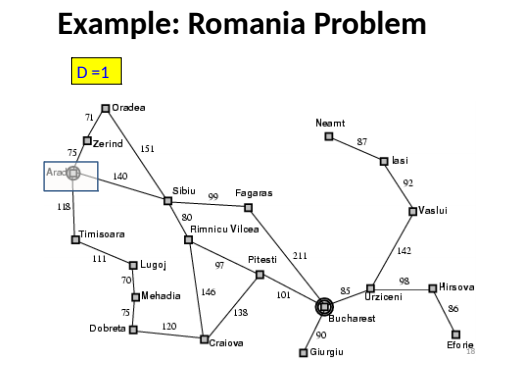 Example: Romania Problem
D =1
Oradea
Neamt
71
87
Zerind
151
Iasi
75
Arad
140
92
Sibiu
99
Fagaras
118
80
Vaslui
Timisoara
Rimnicu Vilcea
111
Lugoj
97
Pitesti
211
142
70
146
101
85
98
Hirsova
Mehadia
138
Urziceni
75
86
120
Bucharest
Dobreta
90
Craiova
Eforie
Giurgiu
18